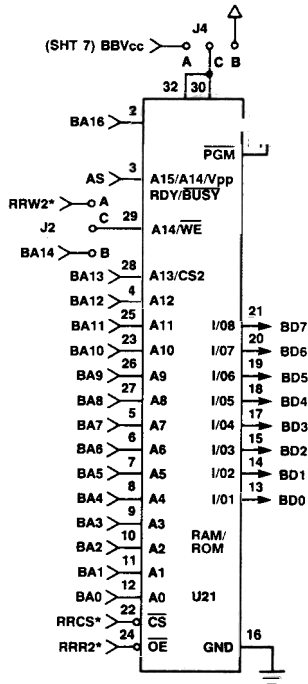 J4
(SHT 7) BBVcc
A C B
32 30
BA16 2
PGM
AS 3 A15/A14/Vpp
RDY/BUSY
RRW2* A
C 29 A14/WE
J2
BA14 B
BA13 28 A13/CS2
BA12 4 A12
BA11 25 A11 I/08 21 BD7
BA10 23 A10 I/07 20 BD6
BA9 26 A9 I/06 19 BD5
BA8 27 A8 I/05 18 BD4
BA7 5 A7 I/04 17 BD3
BA6 6 A6 I/03 15 BD2
BA5 7 A5 I/02 14 BD1
BA4 8 A4 I/01 13 BD0
BA3 9 A3
BA2 10 A2 RAM/
ROM
BA1 11 A1
BA0 12 A0 U21
RRCS* 22 CS
RRR2* 24 OE GND 16